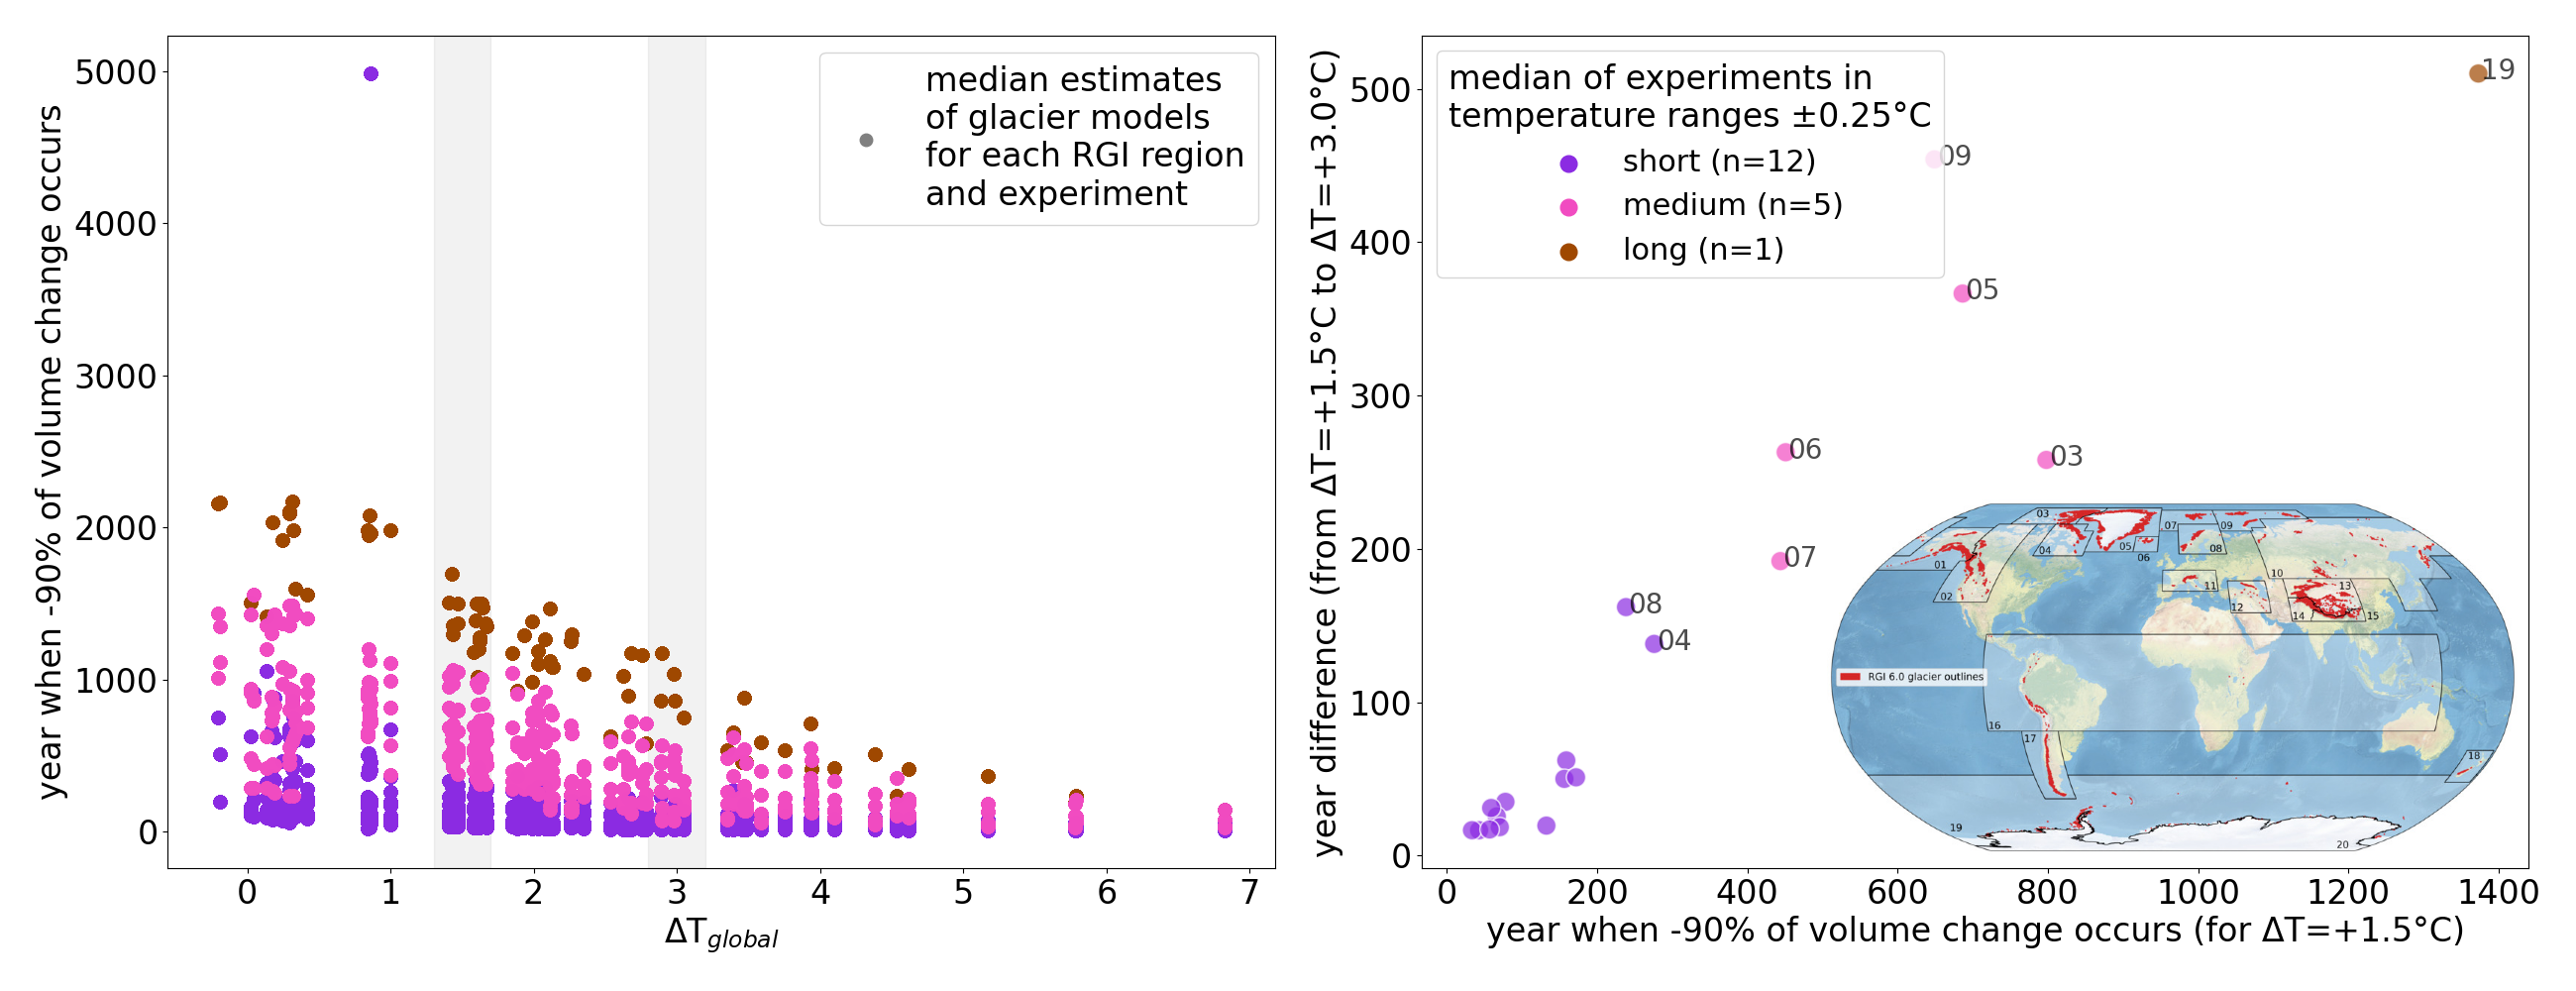 year when -90% of volume change occurs
5000
4000
3000
2000
1000
0
median estimates
of glacier models
for each RGI region
and experiment
0 1 2 3 4 5 6 7
ΔT_global
year difference (from ΔT=+1.5°C to ΔT=+3.0°C)
500
400
300
200
100
0
median of experiments in
temperature ranges ±0.25°C
short (n=12)
medium (n=5)
long (n=1)
19
09
05
06
03
07
08
04
03
07
09
04
05
06
08
01
02
10
11
12
13
14
15
RGI 6.0 glacier outlines
16
17
18
19
20
0 200 400 600 800 1000 1200 1400
year when -90% of volume change occurs (for ΔT=+1.5°C)